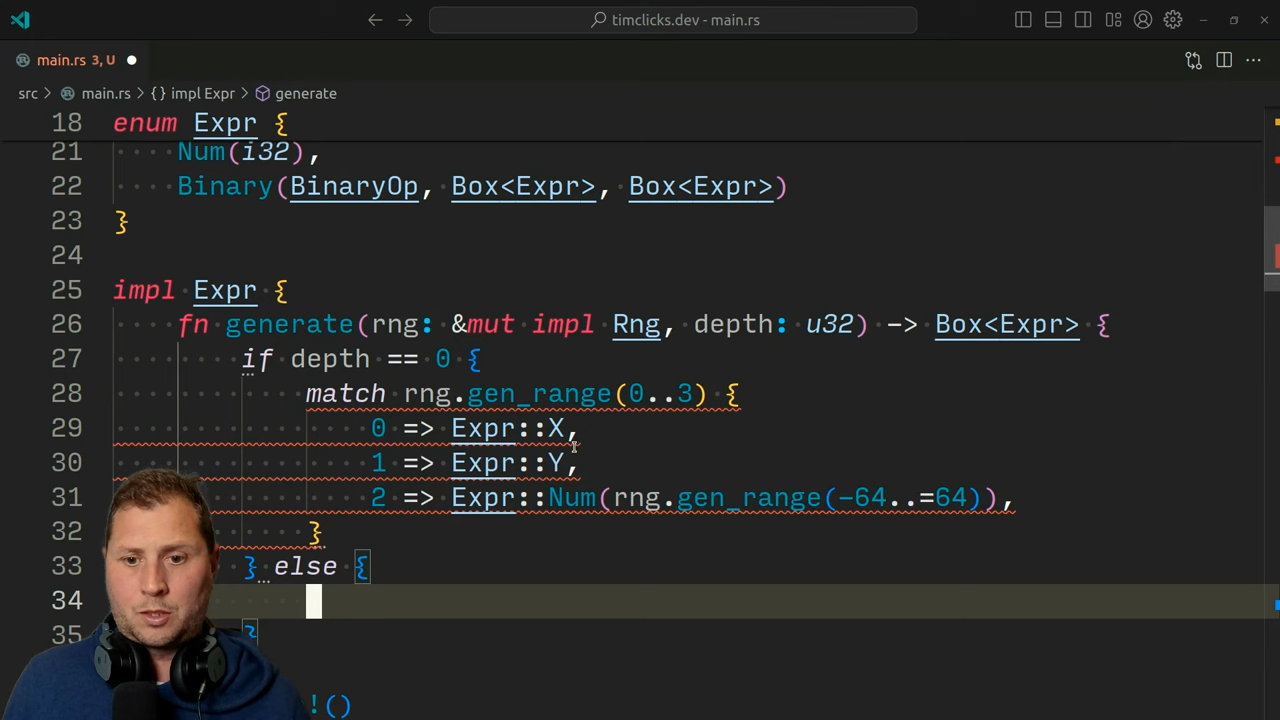 timclicks.dev - main.rs
main.rs 3, U
src > main.rs > {} impl Expr > generate
18 enum Expr {
21 Num(i32),
22 Binary(BinaryOp, Box<Expr>, Box<Expr>)
23 }
24
25 impl Expr {
26 fn generate(rng: &mut impl Rng, depth: u32) -> Box<Expr> {
27 if depth == 0 {
28 match rng.gen_range(0..3) {
29 0 => Expr::X,
30 1 => Expr::Y,
31 2 => Expr::Num(rng.gen_range(-64..=64)),
32 }
33 } else {
34
35 }
!()